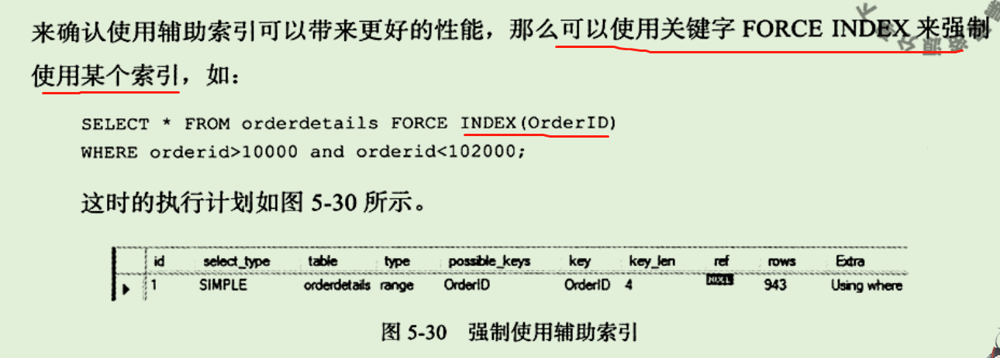 来确认使用辅助索引可以带来更好的性能，那么可以使用关键字 FORCE INDEX 来强制
使用某个索引，如：
SELECT * FROM orderdetails FORCE INDEX(OrderID)
WHERE orderid>10000 and orderid<102000;
这时的执行计划如图 5-30 所示。
id select_type table type possible_keys key key_len ref rows Extra
1 SIMPLE orderdetails range OrderID OrderID 4 NULL 943 Using where
图 5-30 强制使用辅助索引